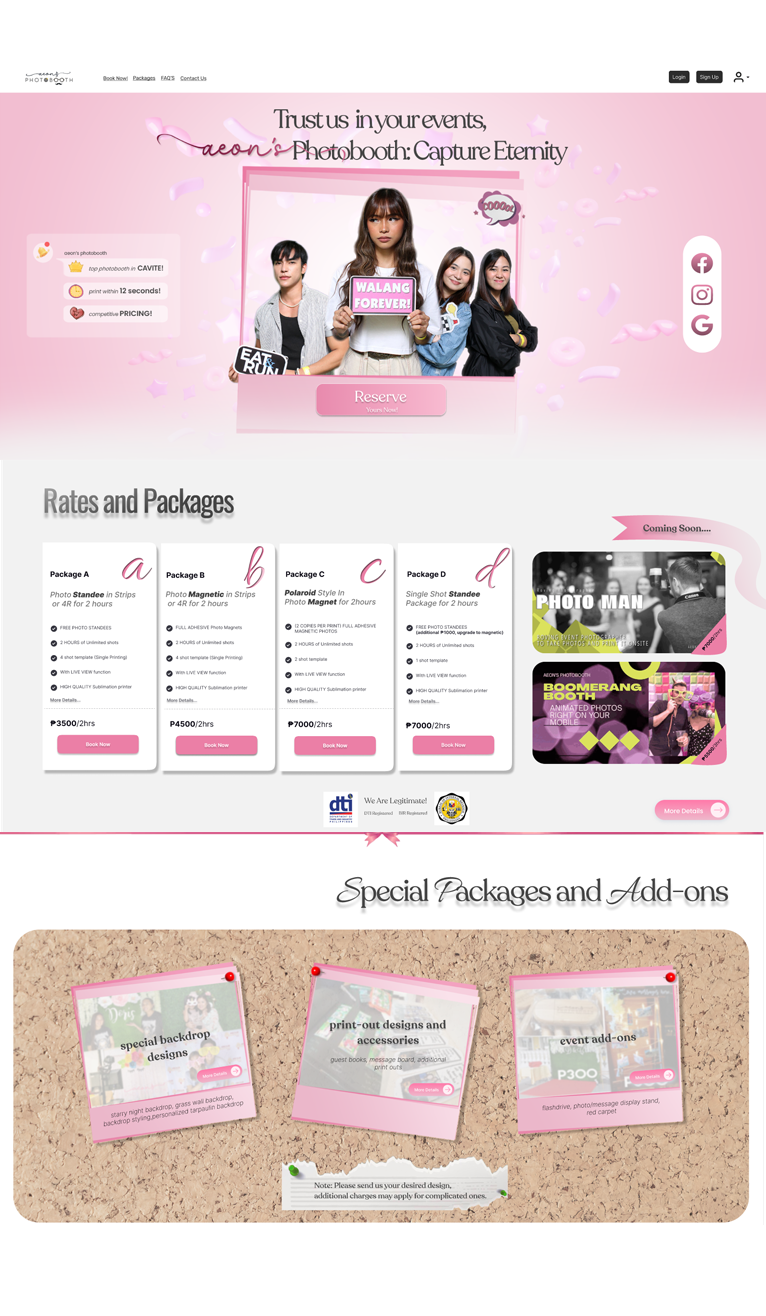 aeon's
PHOTOBOOTH
Book Now! Packages FAQ'S Contact Us
Login Sign Up
Trust us in your events,
aeon's Photobooth: Capture Eternity
COOOL
aeon's photobooth
top photobooth in CAVITE!
print within 12 seconds!
competitive PRICING!
WALANG
FOREVER!
EAT &
RUN
Reserve
Yours Now!
Rates and Packages
Coming Soon....
Package A
a
Photo Standee in Strips
or 4R for 2 hours
FREE PHOTO STANDEES
2 HOURS of Unlimited shots
4 shot template (Single Printing)
With LIVE VIEW function
HIGH QUALITY Sublimation printer
More Details...
₱3500/2hrs
Book Now
Package B
b
Photo Magnetic in Strips
or 4R for 2 hours
FULL ADHESIVE Photo Magnets
2 HOURS of Unlimited shots
4 shot template (Single Printing)
With LIVE VIEW function
HIGH QUALITY Sublimation printer
More Details...
₱4500/2hrs
Book Now
Package C
c
Polaroid Style In
Photo Magnet for 2hours
(2 COPIES PER PRINT) FULL ADHESIVE
MAGNETIC PHOTOS
2 HOURS of Unlimited shots
2 shot template
With LIVE VIEW function
HIGH QUALITY Sublimation printer
More Details...
₱7000/2hrs
Book Now
Package D
d
Single Shot Standee
Package for 2 hours
FREE PHOTO STANDEES
(additional ₱1000, upgrade to magnetic)
2 HOURS of Unlimited shots
1 shot template
With LIVE VIEW function
HIGH QUALITY Sublimation printer
More Details...
₱7000/2hrs
Book Now
PHOTO MAN
ROVING EVENT PHOTOGRAPHER
TO TAKE PHOTOS AND PRINT IT ONSITE
Canon
₱7000/2hrs
AEON'S PHOTOBOOTH
BOOMERANG
BOOTH
ANIMATED PHOTOS
RIGHT ON YOUR
MOBILE
₱5000/2hrs
dti
PHILIPPINES
We Are Legitimate!
DTI Registered BIR Registered
More Details
Special Packages and Add-ons
special backdrop
designs
More Details
starry night backdrop, grass wall backdrop,
backdrop styling,personalized tarpaulin backdrop
print-out designs and
accessories
guest books, message board, additional
print outs
More Details
event add-ons
P300
More Details
flashdrive, photo/message display stand,
red carpet
Note: Please send us your desired design,
additional charges may apply for complicated ones.